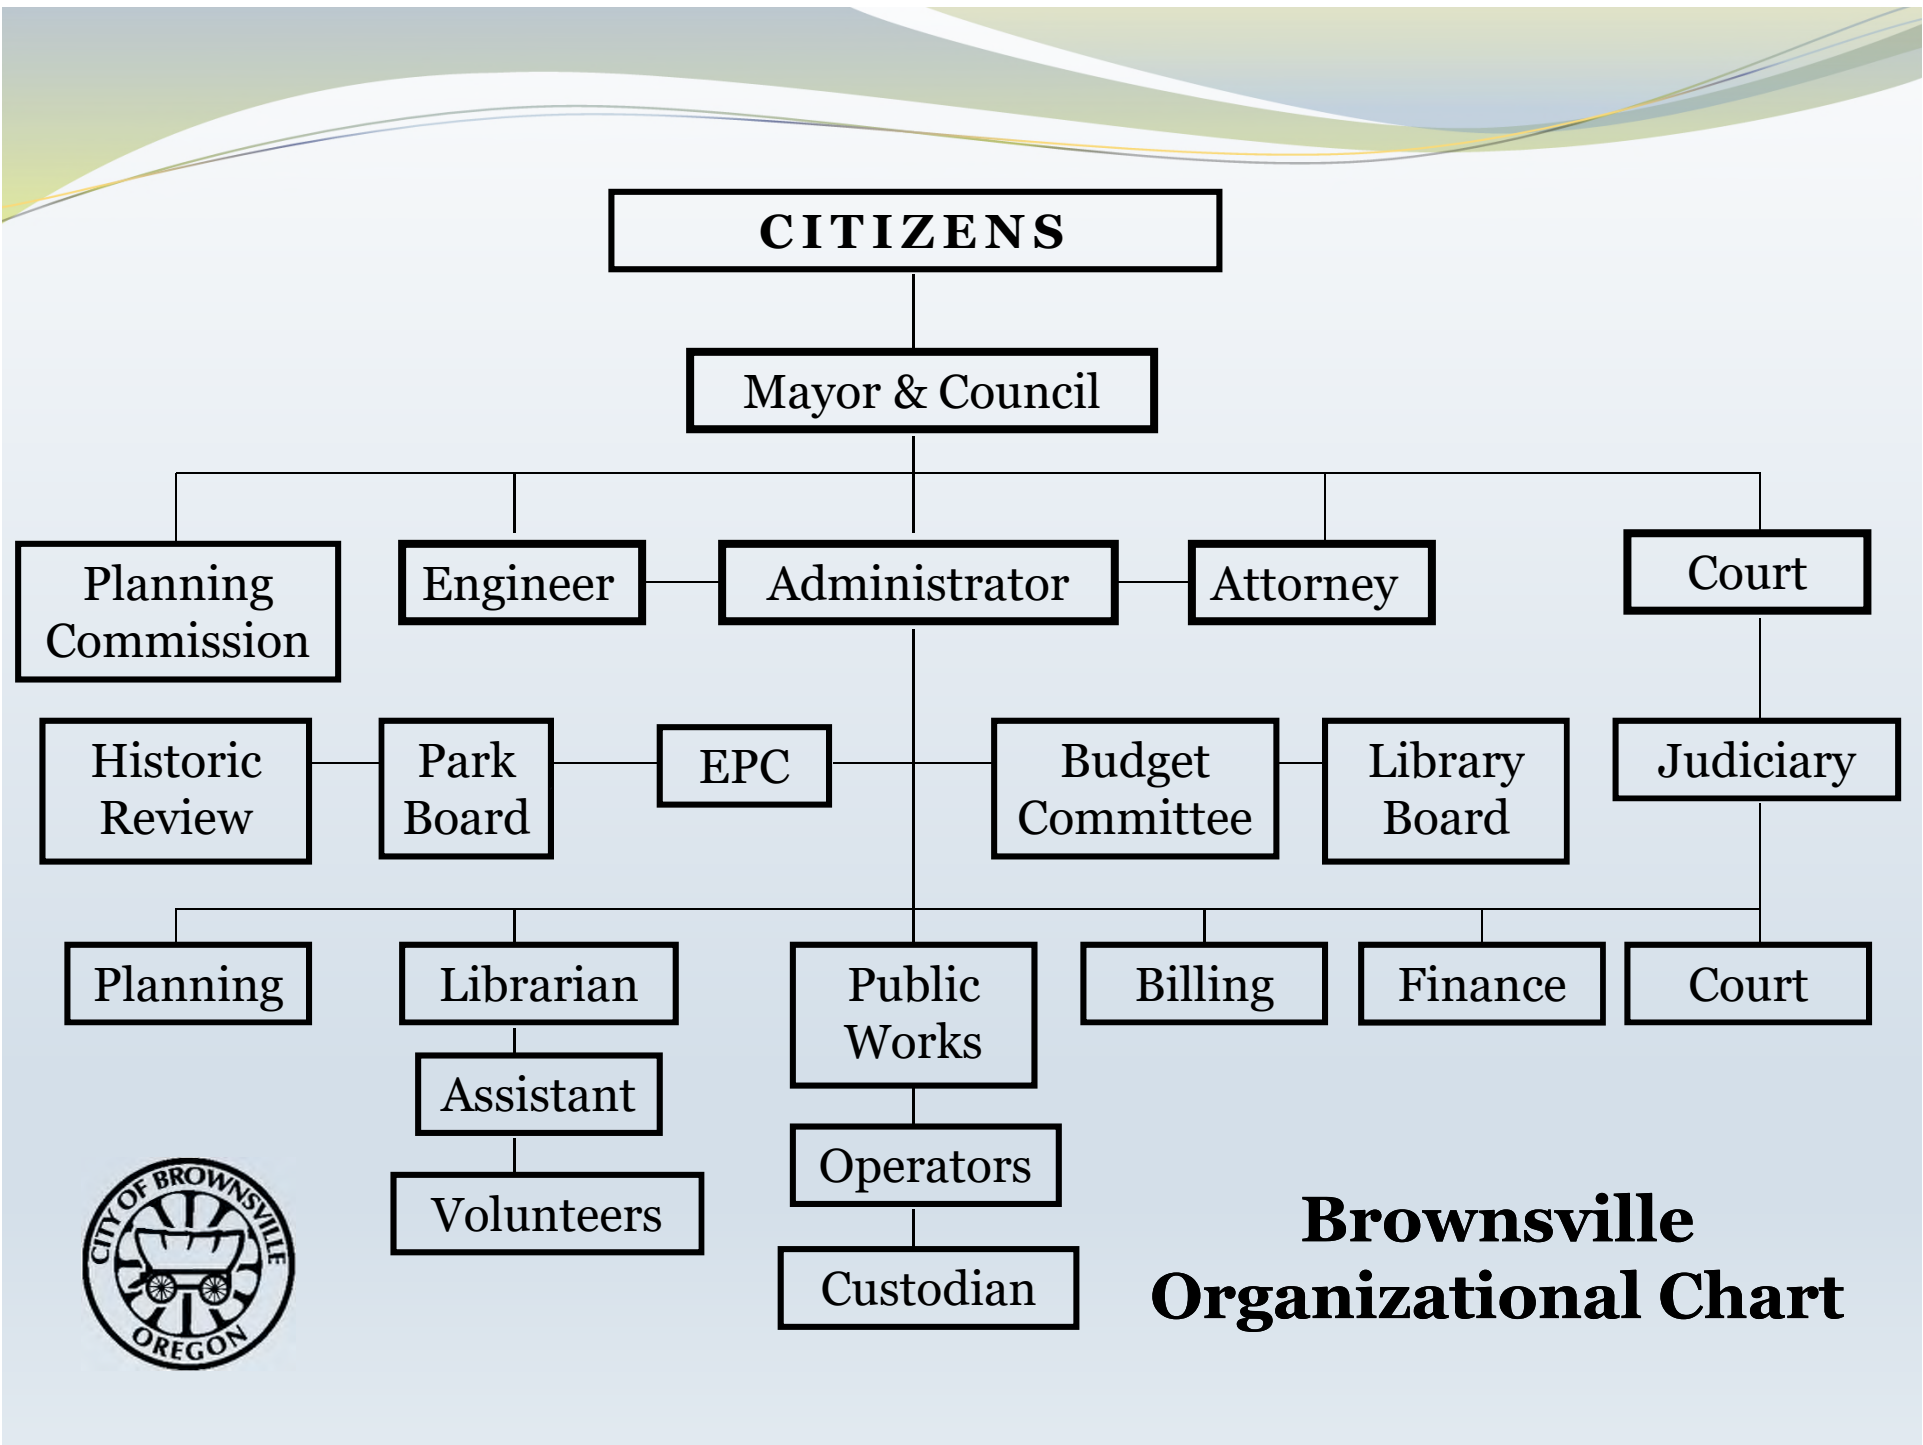 CITIZENS
Mayor & Council
Planning
Commission
Engineer
Administrator
Attorney
Court
Historic
Review
Park
Board
EPC
Budget
Committee
Library
Board
Judiciary
Planning
Librarian
Public
Works
Billing
Finance
Court
Assistant
Volunteers
Operators
Custodian
CITY OF BROWNSVILLE
OREGON
Brownsville
Organizational Chart